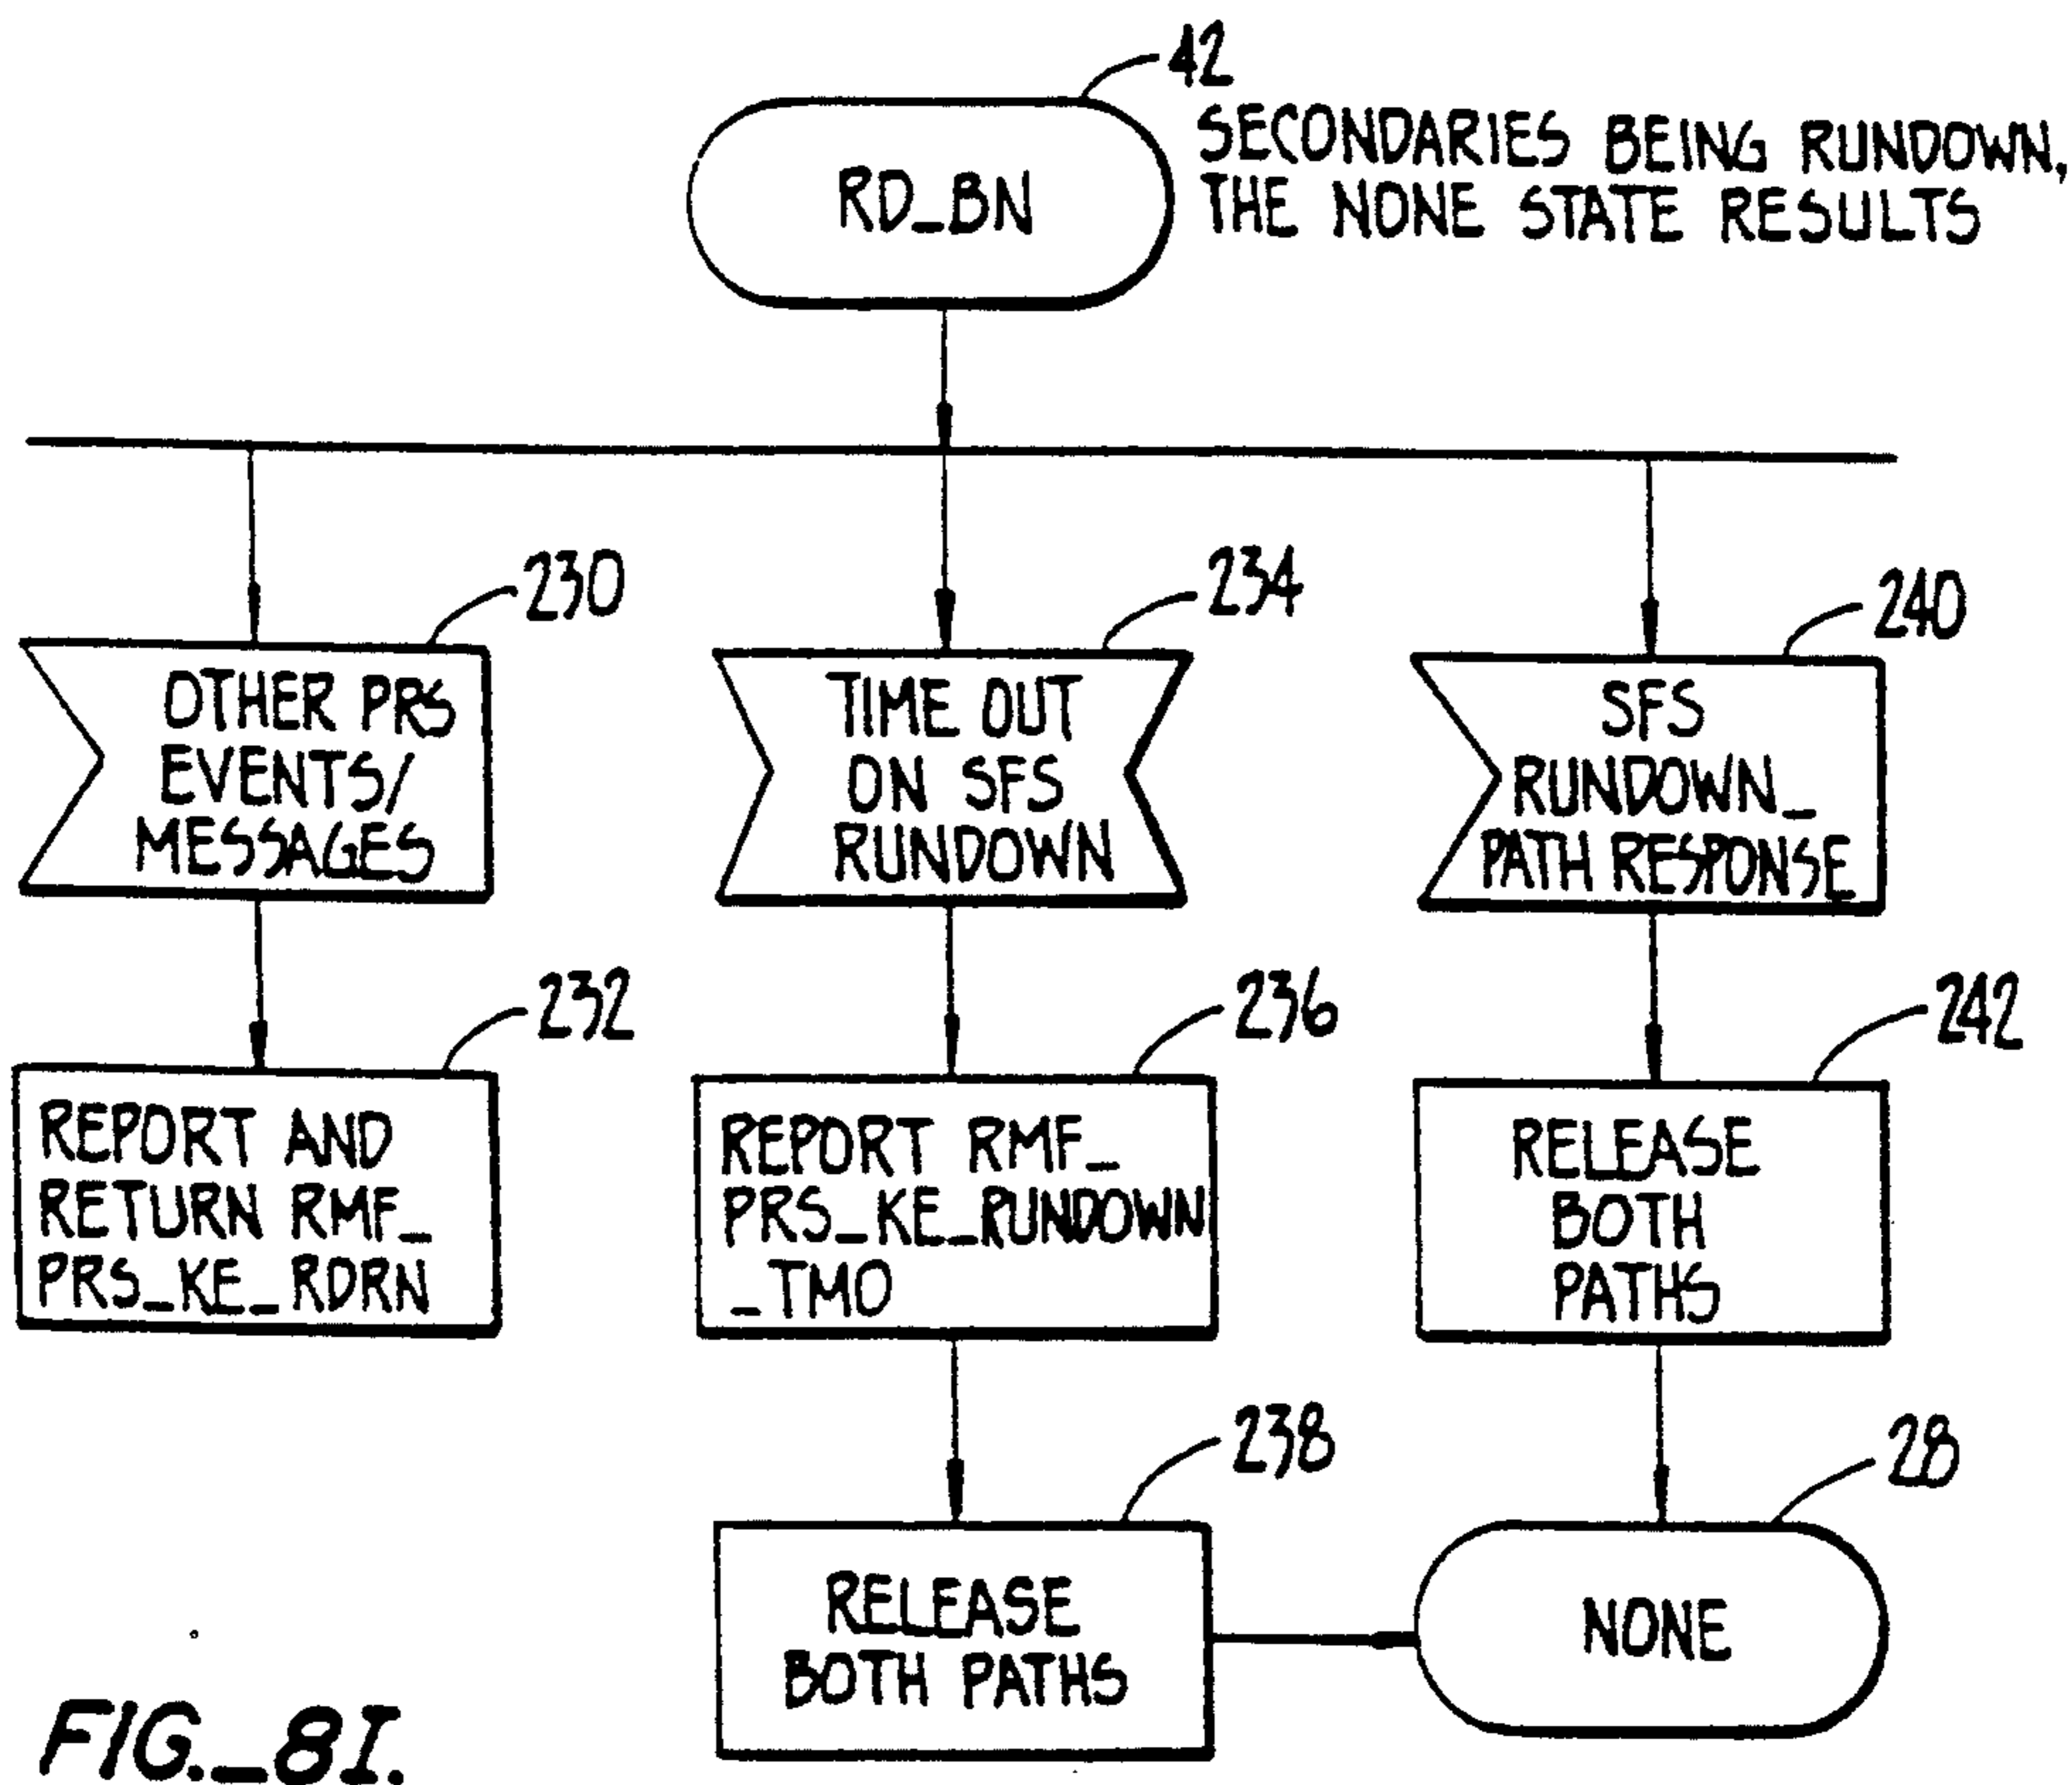 42
RD_BN
SECONDARIES BEING RUNDOWN,
THE NONE STATE RESULTS
230
OTHER PRS
EVENTS/
MESSAGES
234
TIME OUT
ON SFS
RUNDOWN
240
SFS
RUNDOWN_
PATH RESPONSE
232
REPORT AND
RETURN RMF_
PRS_KE_RDRN
236
REPORT RMF_
PRS_KE_RUNDOWN
_TMO
242
RELEASE
BOTH
PATHS
238
RELEASE
BOTH PATHS
28
NONE
FIG._8I.